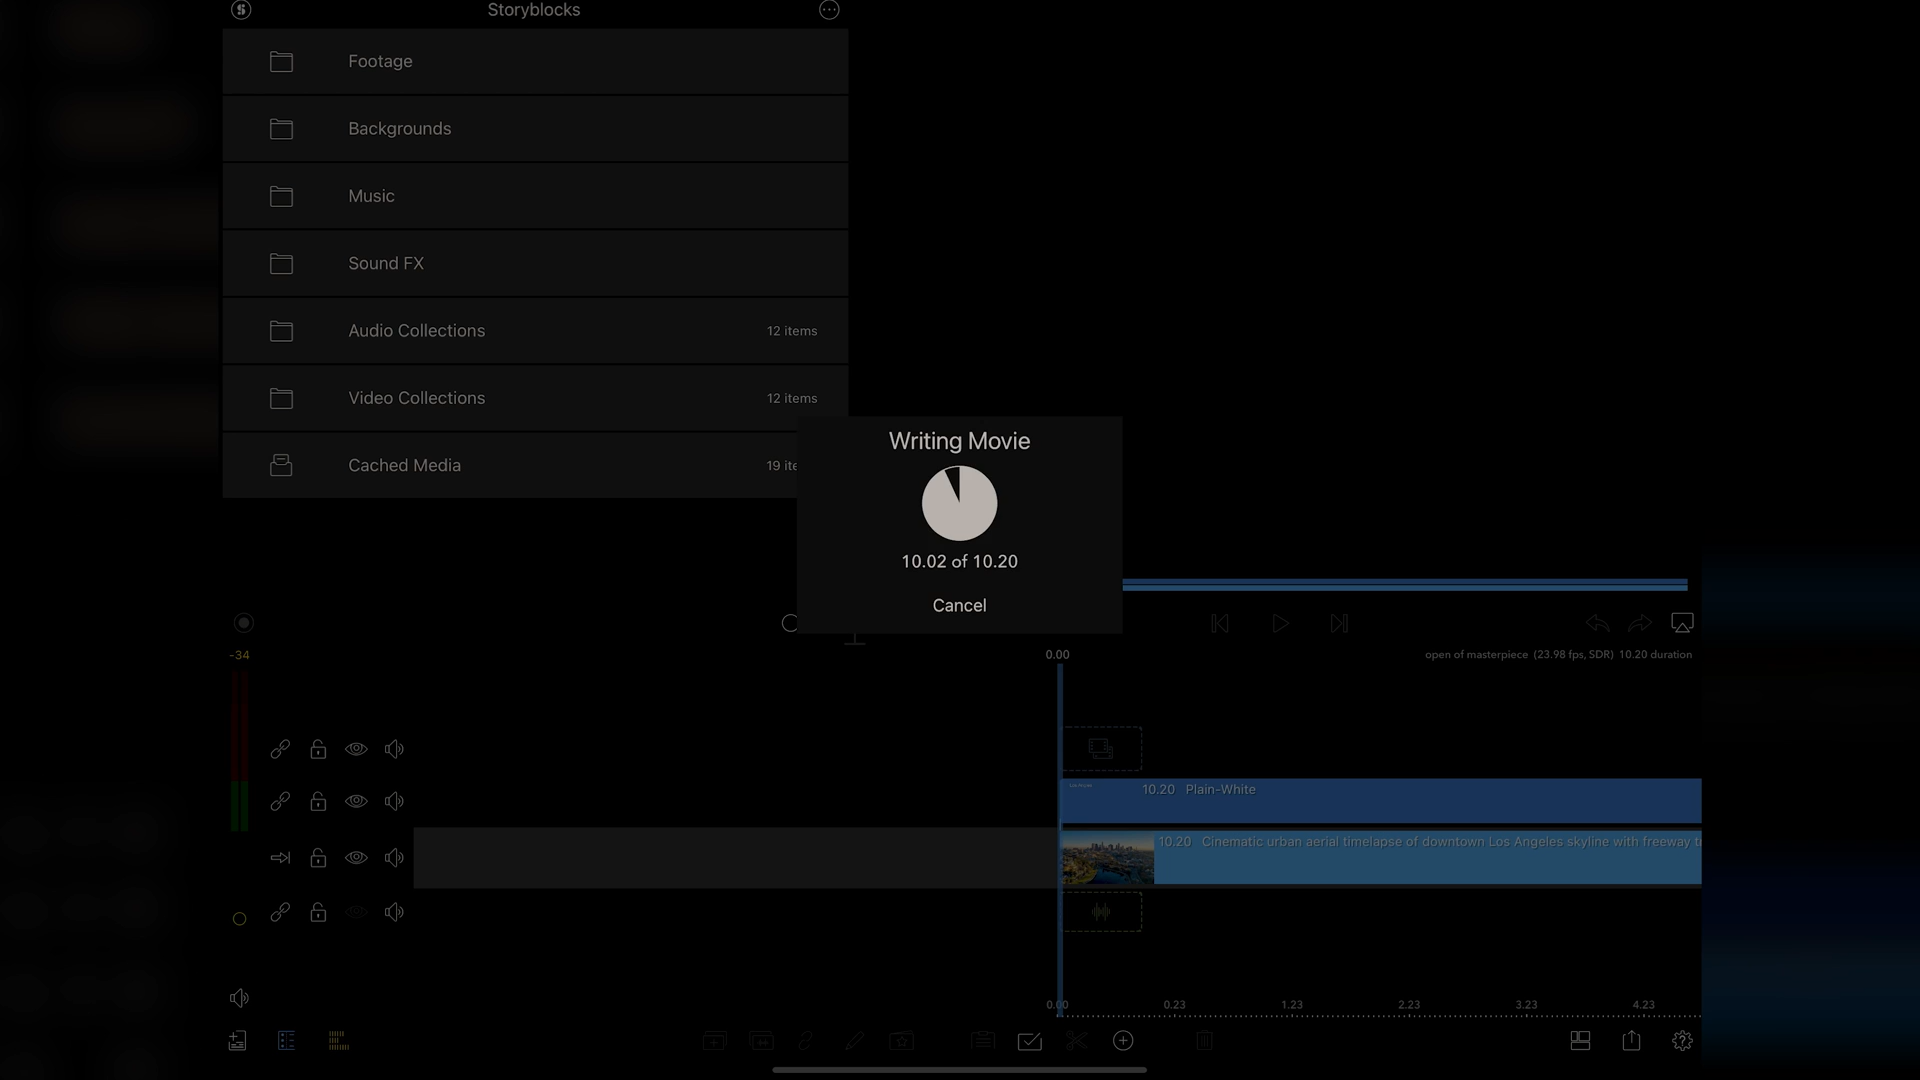 Storyblocks
Footage
Backgrounds
Music
Sound FX
Audio Collections 12 items
Video Collections 12 items
Cached Media 19 ite
Writing Movie
10.02 of 10.20
Cancel
-34
0.00
open of masterpiece (23.98 fps, SDR) 10.20 duration
10.20 Plain-White
10.20 Cinematic urban aerial timelapse of downtown Los Angeles skyline with freeway t
0.00 0.23 1.23 2.23 3.23 4.23